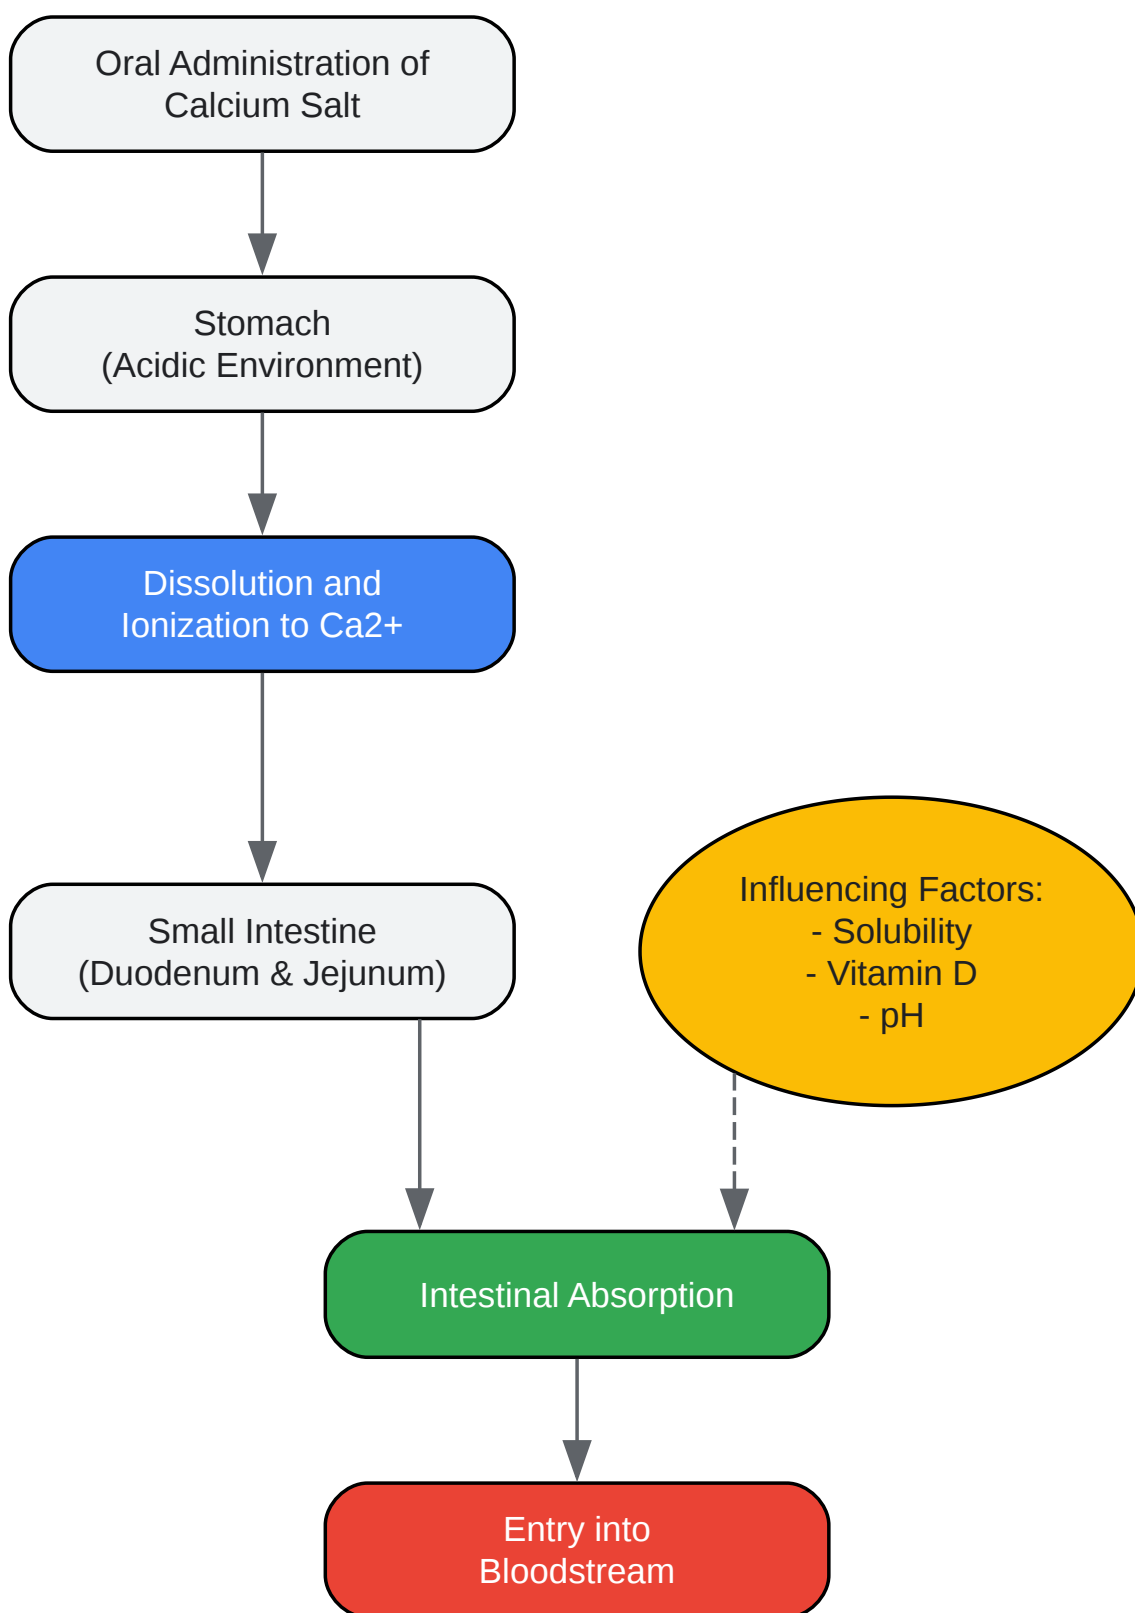 Oral Administration of
Calcium Salt
Stomach
(Acidic Environment)
Dissolution and
Ionization to Ca2+
Small Intestine
(Duodenum & Jejunum)
Influencing Factors:
- Solubility
- Vitamin D
- pH
Intestinal Absorption
Entry into
Bloodstream